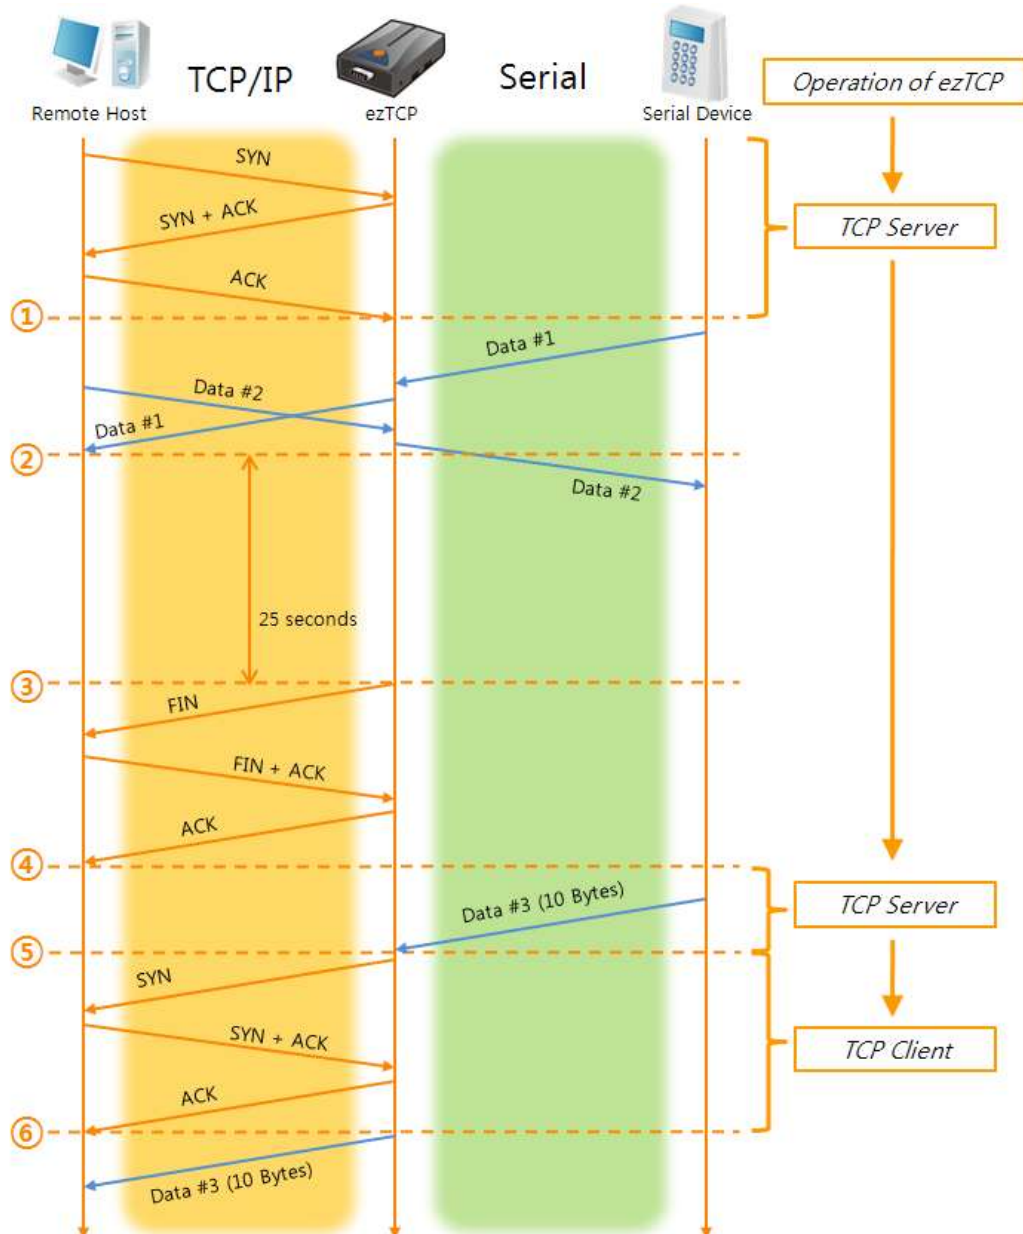 TCP/IP
Serial
Operation of ezTCP
Remote Host
ezTCP
Serial Device
SYN
SYN + ACK
TCP Server
ACK
①
Data #1
Data #2
Data #1
②
Data #2
25 seconds
③
FIN
FIN + ACK
ACK
④
Data #3 (10 Bytes)
TCP Server
⑤
SYN
SYN + ACK
TCP Client
ACK
⑥
Data #3 (10 Bytes)